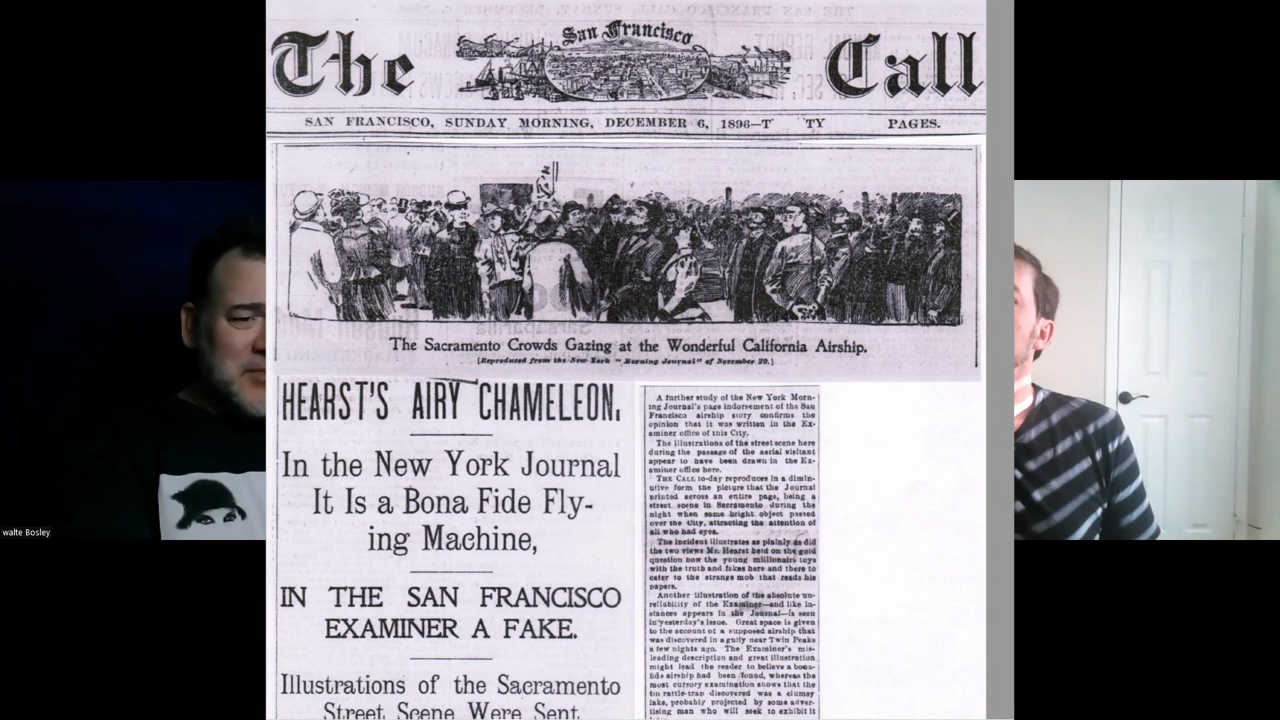 The San Francisco Call
SAN FRANCISCO, SUNDAY MORNING, DECEMBER 6, 1896—T TY PAGES.
The Sacramento Crowds Gazing at the Wonderful California Airship.
[Reproduced from the New York "Morning Journal" of November 29.]
HEARST'S AIRY CHAMELEON.
In the New York Journal
It Is a Bona Fide Fly-
ing Machine,
IN THE SAN FRANCISCO
EXAMINER A FAKE.
Illustrations of the Sacramento
Street Scene Were Sent
A further study of the New York Morn-
ing Journal's page indorsement of the San
Francisco airship story confirms the
opinion that it was written in the Ex-
aminer office of this City.
The illustrations of the street scene here
during the passage of the aerial visitant
appear to have been drawn in the Ex-
aminer office here.
THE CALL to-day reproduces in a dimin-
utive form the picture that the Journal
printed across an entire page, being a
street scene in Sacramento during the
night when some bright object passed
over the City, attracting the attention of
all who had eyes.
The incident illustrates as plainly as did
the two views Mr. Hearst held on the gold
question how the young millionaire toys
with the truth and fakes here and there to
cater to the strange mob that reads his
papers.
Another illustration of the absolute un-
reliability of the Examiner—and like in-
stances appears in the Journal—is seen
in yesterday's issue. Great space is given
to the account of a supposed airship that
was discovered in a gully near Twin Peaks
a few nights ago. The Examiner's mis-
leading description and great illustration
might lead the reader to believe a bona-
fide airship had been found, whereas the
most cursory examination shows that the
tin rattle-trap discovered was a clumsy
fake, probably projected by some adver-
tising man who will seek to exhibit it
walte Bosley